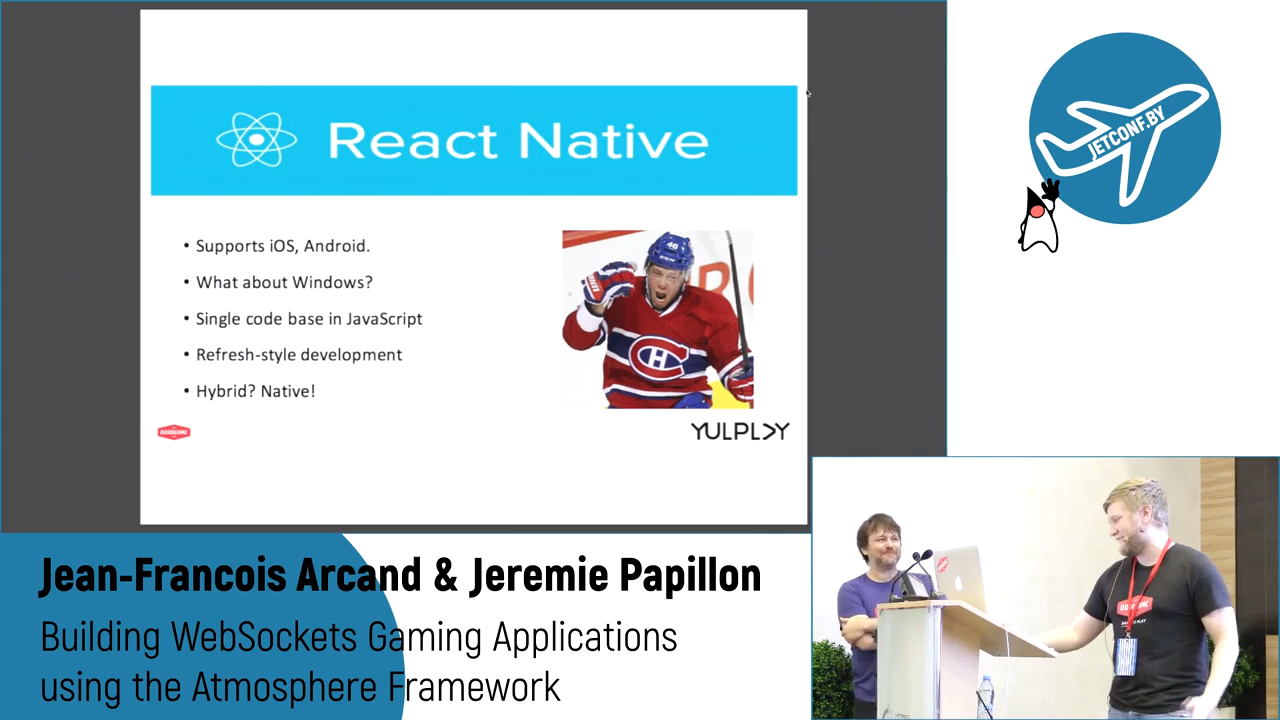 React Native
• Supports iOS, Android.
• What about Windows?
• Single code base in JavaScript
• Refresh-style development
• Hybrid? Native!
46
YULPLAY
JETCONF.BY
Jean-Francois Arcand & Jeremie Papillon
Building WebSockets Gaming Applications
using the Atmosphere Framework